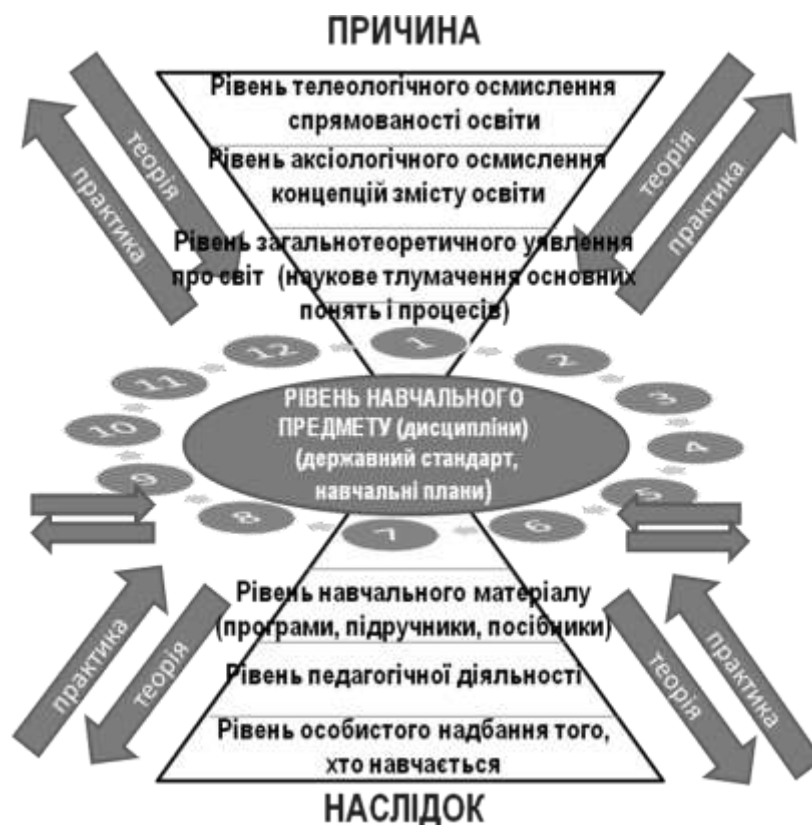 ПРИЧИНА
Рівень телеологічного осмислення
спрямованості освіти
Рівень аксіологічного осмислення
концепцій змісту освіти
Рівень загальнотеоретичного уявлення
про світ (наукове тлумачення основних
понять і процесів)
теорія
практика
теорія
практика
1
2
3
4
5
6
7
8
9
10
11
12
РІВЕНЬ НАВЧАЛЬНОГО
ПРЕДМЕТУ (дисципліни)
(державний стандарт,
навчальні плани)
Рівень навчального матеріалу
(програми, підручники, посібники)
Рівень педагогічної діяльності
Рівень особистого надбання того,
хто навчається
практика
теорія
теорія
практика
НАСЛІДОК